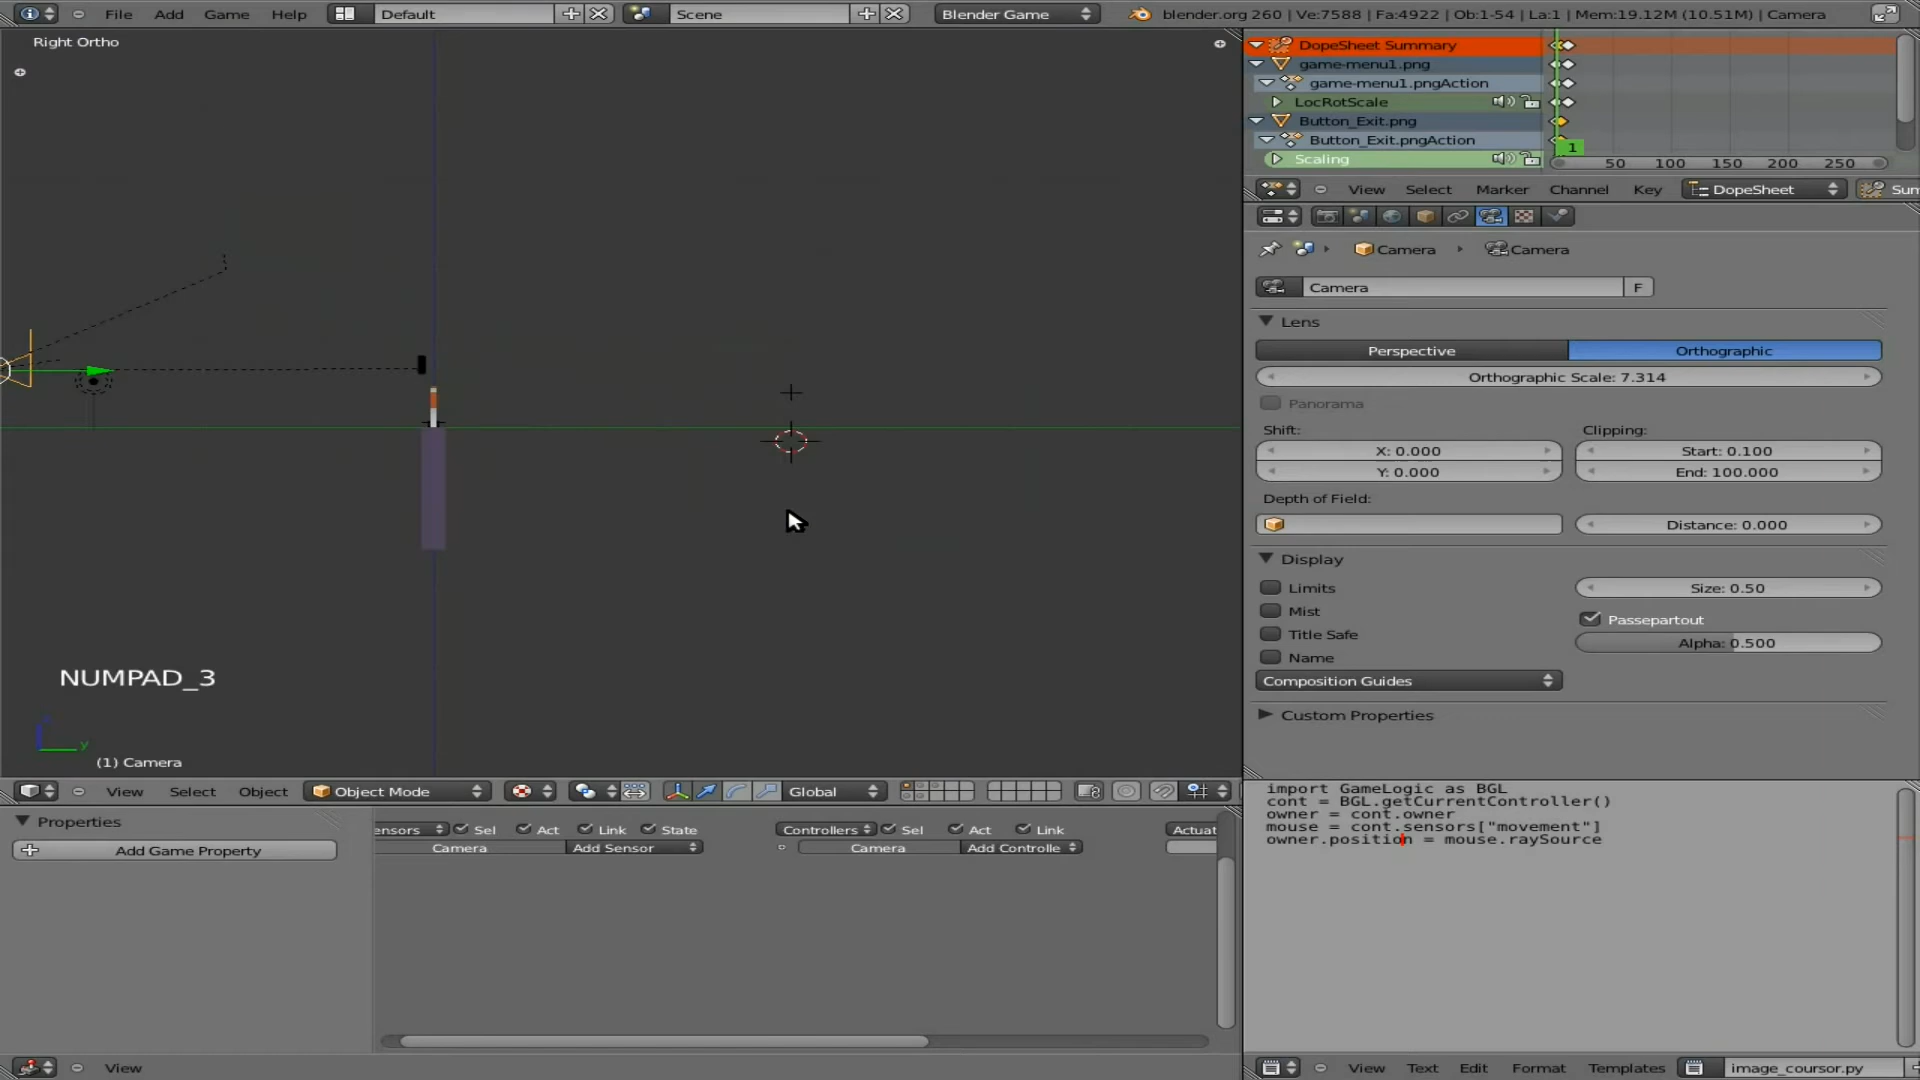 File Add Game Help Default Scene Blender Game blender.org 260 | Ve:7588 | Fa:4922 | Ob:1-54 | La:1 | Mem:19.12M (10.51M) | Camera
Right Ortho
NUMPAD_3
y
(1) Camera
View Select Object Object Mode Global
DopeSheet Summary
game-menu1.png
game-menu1.pngAction
LocRotScale
Button_Exit.png
Button_Exit.pngAction
Scaling
1
50 100 150 200 250
View Select Marker Channel Key DopeSheet Sum
Camera Camera
Camera F
Lens
Perspective Orthographic
Orthographic Scale: 7.314
Panorama
Shift: Clipping:
X: 0.000 Start: 0.100
Y: 0.000 End: 100.000
Depth of Field:
Distance: 0.000
Display
Limits Size: 0.50
Mist Passepartout
Title Safe Alpha: 0.500
Name
Composition Guides
Custom Properties
Properties
Add Game Property
ensors Sel Act Link State Controllers Sel Act Link Actuat
Camera Add Sensor Camera Add Controlle
View
import GameLogic as BGL
cont = BGL.getCurrentController()
owner = cont.owner
mouse = cont.sensors["movement"]
owner.position = mouse.raySource
View Text Edit Format Templates image_coursor.py